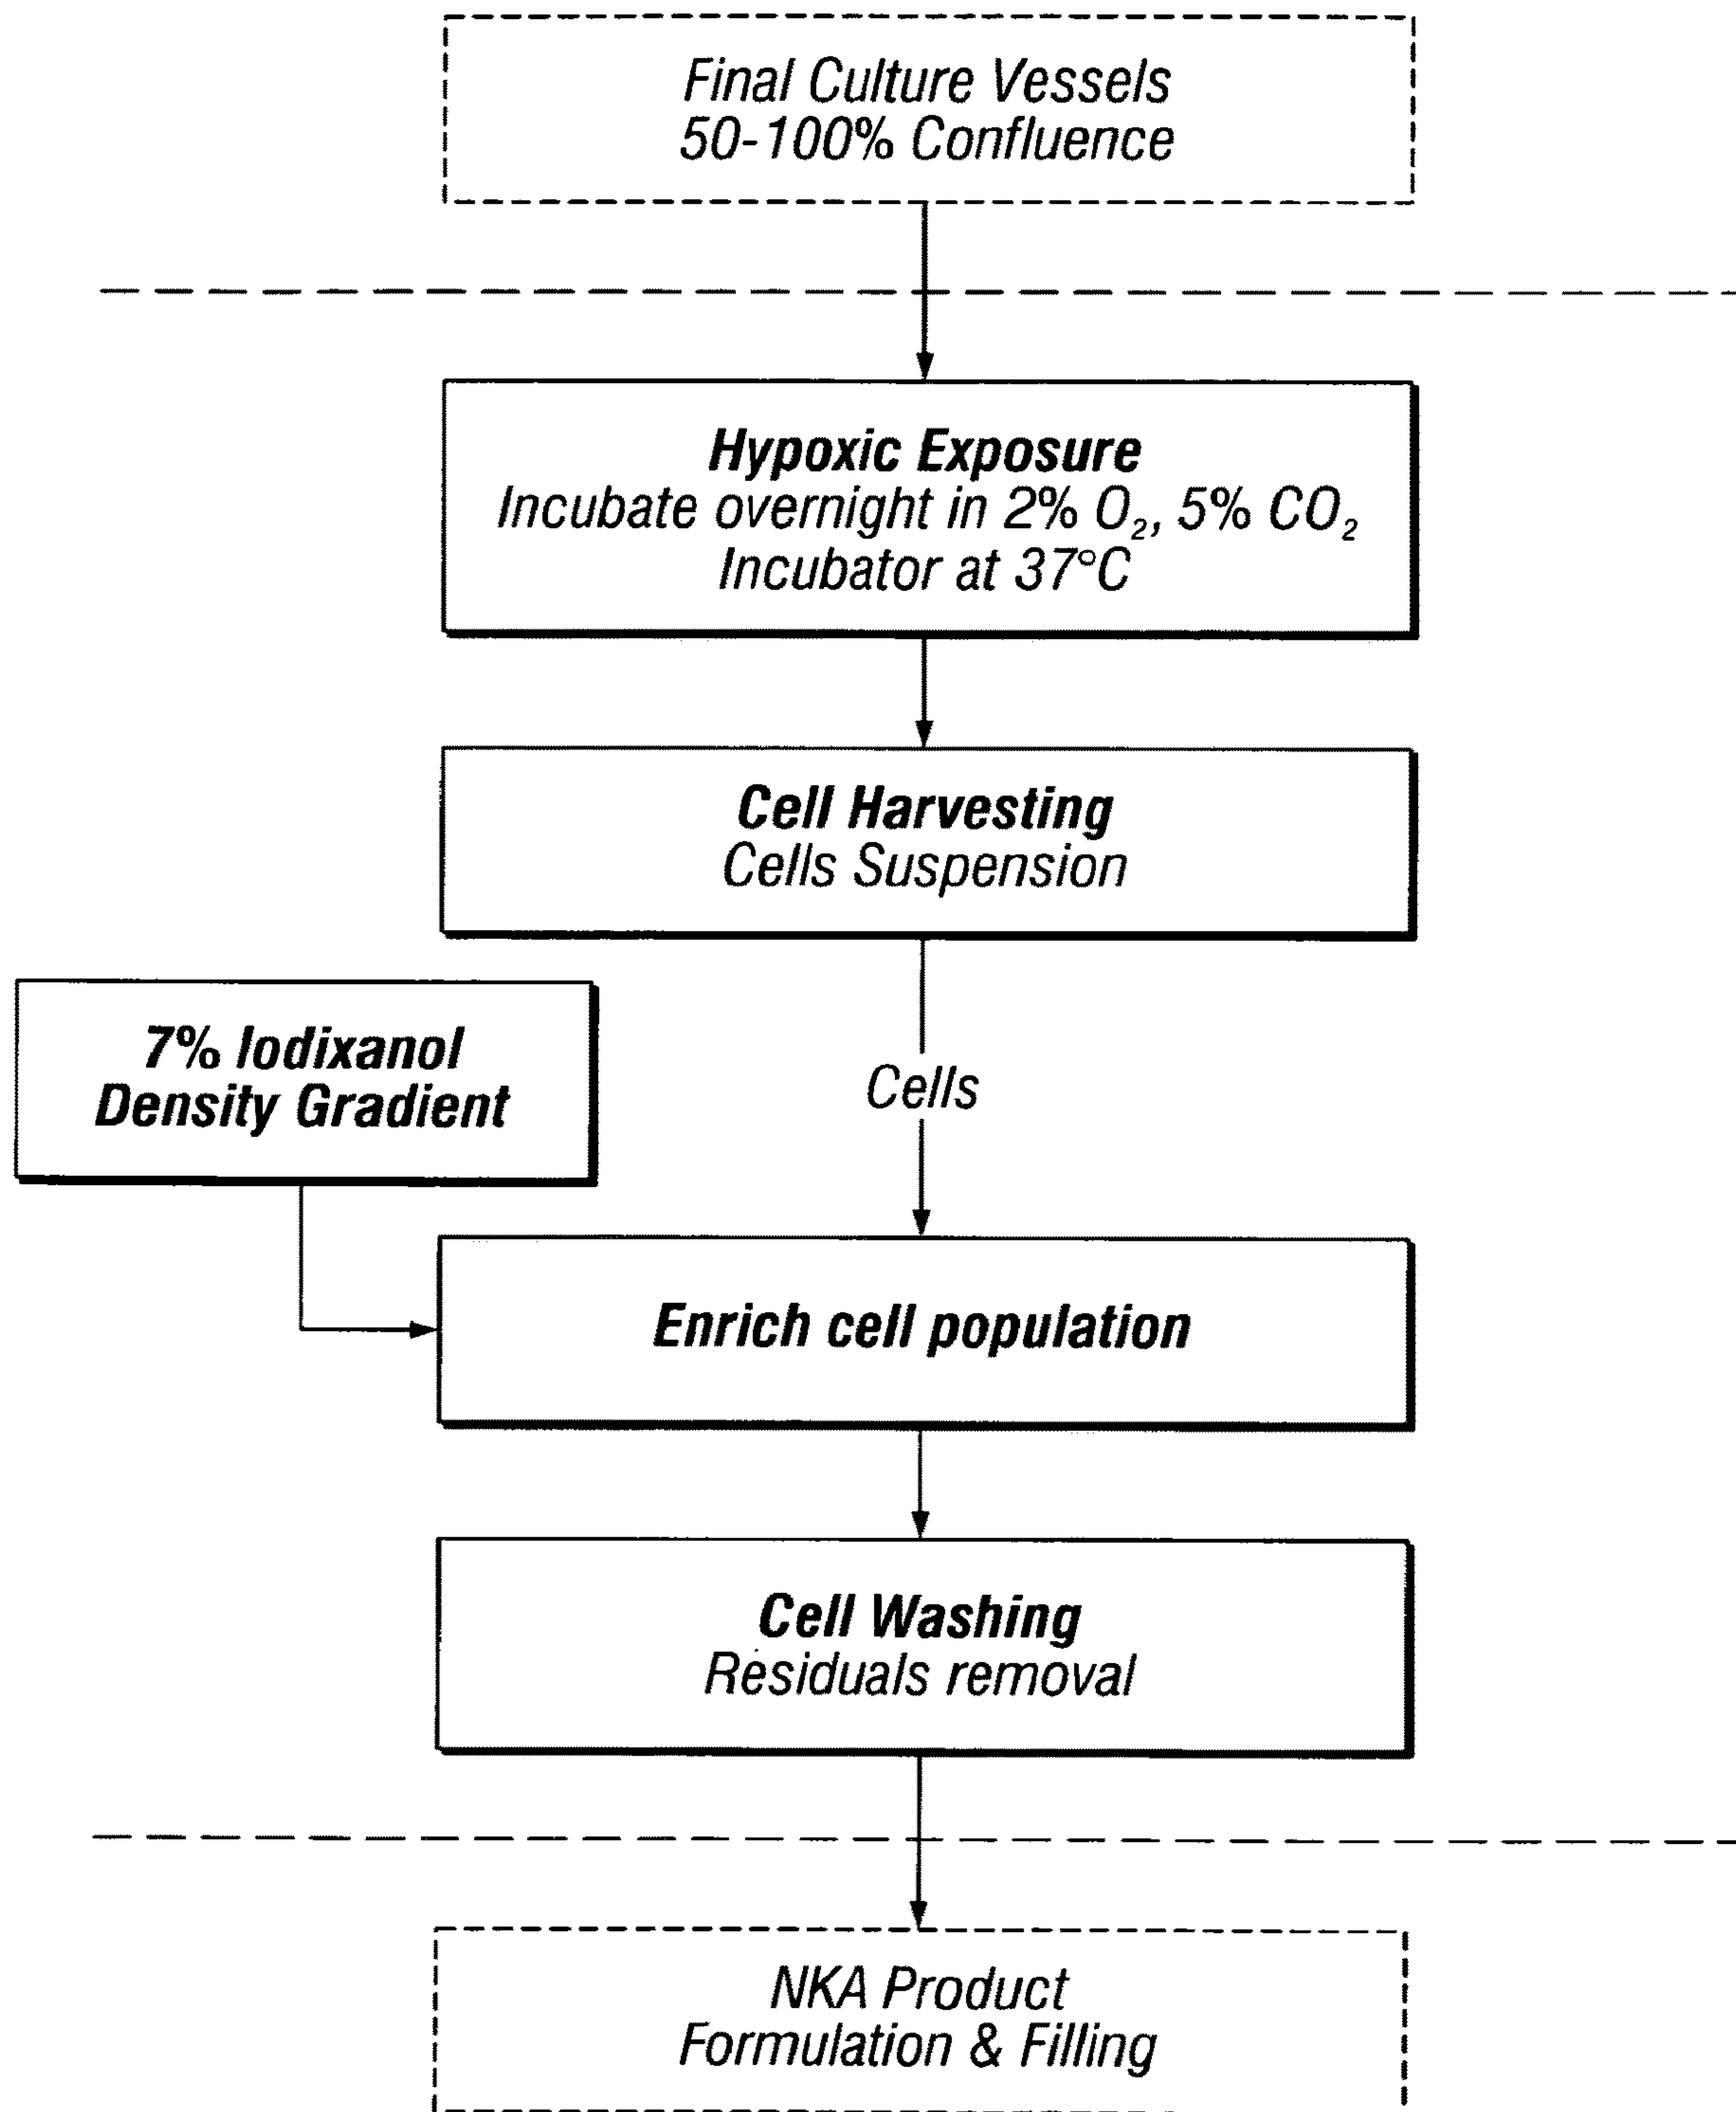 Final Culture Vessels
50-100% Confluence
Hypoxic Exposure
Incubate overnight in 2% O₂, 5% CO₂
Incubator at 37°C
Cell Harvesting
Cells Suspension
7% Iodixanol
Density Gradient
Cells
Enrich cell population
Cell Washing
Residuals removal
NKA Product
Formulation & Filling